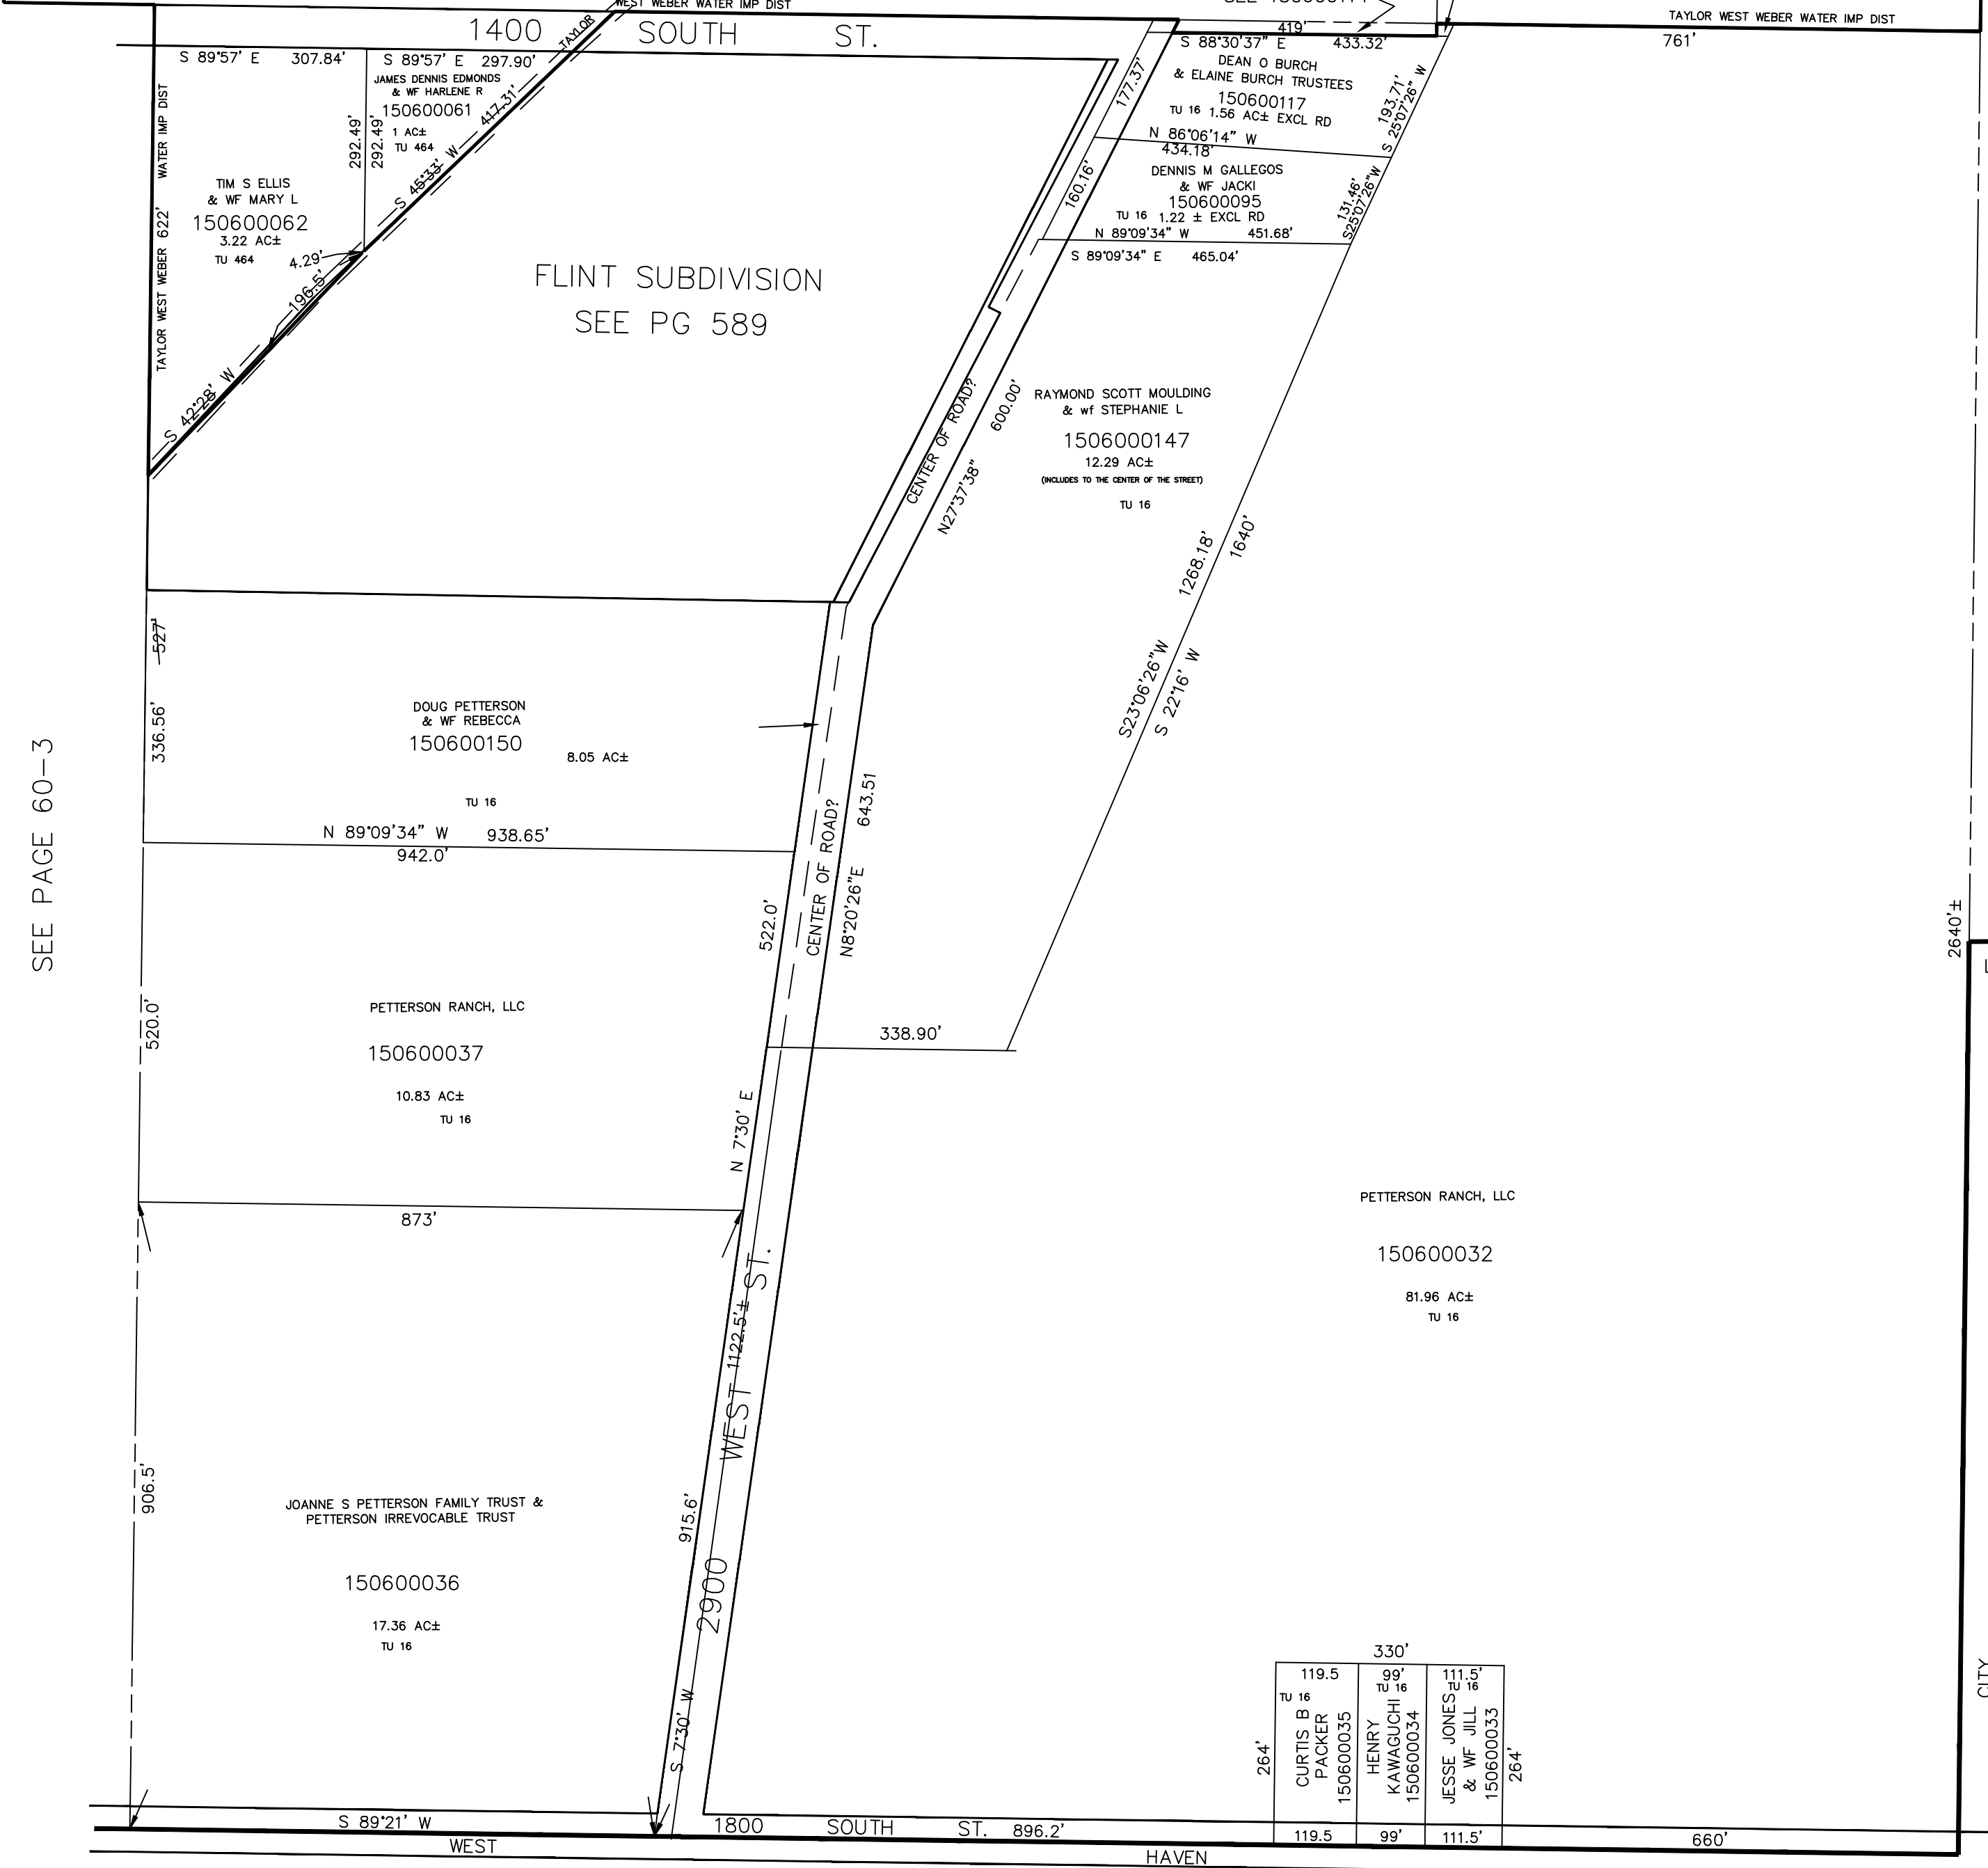 WEST WEBER WATER IMP DIST
TAYLOR WEST WEBER WATER IMP DIST
1400 SOUTH ST.
TAYLOR
419'
761'
S 89°57' E 307.84'
S 89°57' E 297.90'
S 88°30'37" E 433.32'
JAMES DENNIS EDMONDS
& WF HARLENE R
150600061
1 AC±
TU 464
292.49'
292.49'
417.31'
S 45°33' W
TAYLOR WEST WEBER WATER IMP DIST
622'
TIM S ELLIS
& WF MARY L
150600062
3.22 AC±
TU 464
4.29'
196.5'
S 42°28' W
FLINT SUBDIVISION
SEE PG 589
177.37'
DEAN O BURCH
& ELAINE BURCH TRUSTEES
150600117
TU 16 1.56 AC± EXCL RD
193.71'
S 25°07'26" W
N 86°06'14" W
434.18'
160.16'
DENNIS M GALLEGOS
& WF JACKI
150600095
TU 16 1.22 ± EXCL RD
131.46'
S25°07'26"W
N 89°09'34" W 451.68'
S 89°09'34" E 465.04'
CENTER OF ROAD?
600.00'
N27°37'38"
RAYMOND SCOTT MOULDING
& wf STEPHANIE L
1506000147
12.29 AC±
(INCLUDES TO THE CENTER OF THE STREET)
TU 16
1268.18'
1640'
S23°06'26"W
S 22°16' W
527'
336.56'
DOUG PETTERSON
& WF REBECCA
150600150
8.05 AC±
TU 16
N 89°09'34" W 938.65'
942.0'
SEE PAGE 60-3
CENTER OF ROAD?
643.51
N8°20'26"E
522.0'
2640'±
338.90'
520.0'
PETTERSON RANCH, LLC
150600037
10.83 AC±
TU 16
N 7°30' E
873'
PETTERSON RANCH, LLC
150600032
81.96 AC±
TU 16
2900 WEST ST.
1122.5'±
906.5'
915.6'
JOANNE S PETTERSON FAMILY TRUST &
PETTERSON IRREVOCABLE TRUST
150600036
17.36 AC±
TU 16
S 7°30' W
330'
119.5
99'
111.5'
TU 16
TU 16
TU 16
264'
CURTIS B
PACKER
150600035
HENRY
KAWAGUCHI
150600034
JESSE JONES
& WF JILL
150600033
264'
CITY
S 89°21' W
1800 SOUTH ST.
896.2'
119.5
99'
111.5'
660'
WEST HAVEN